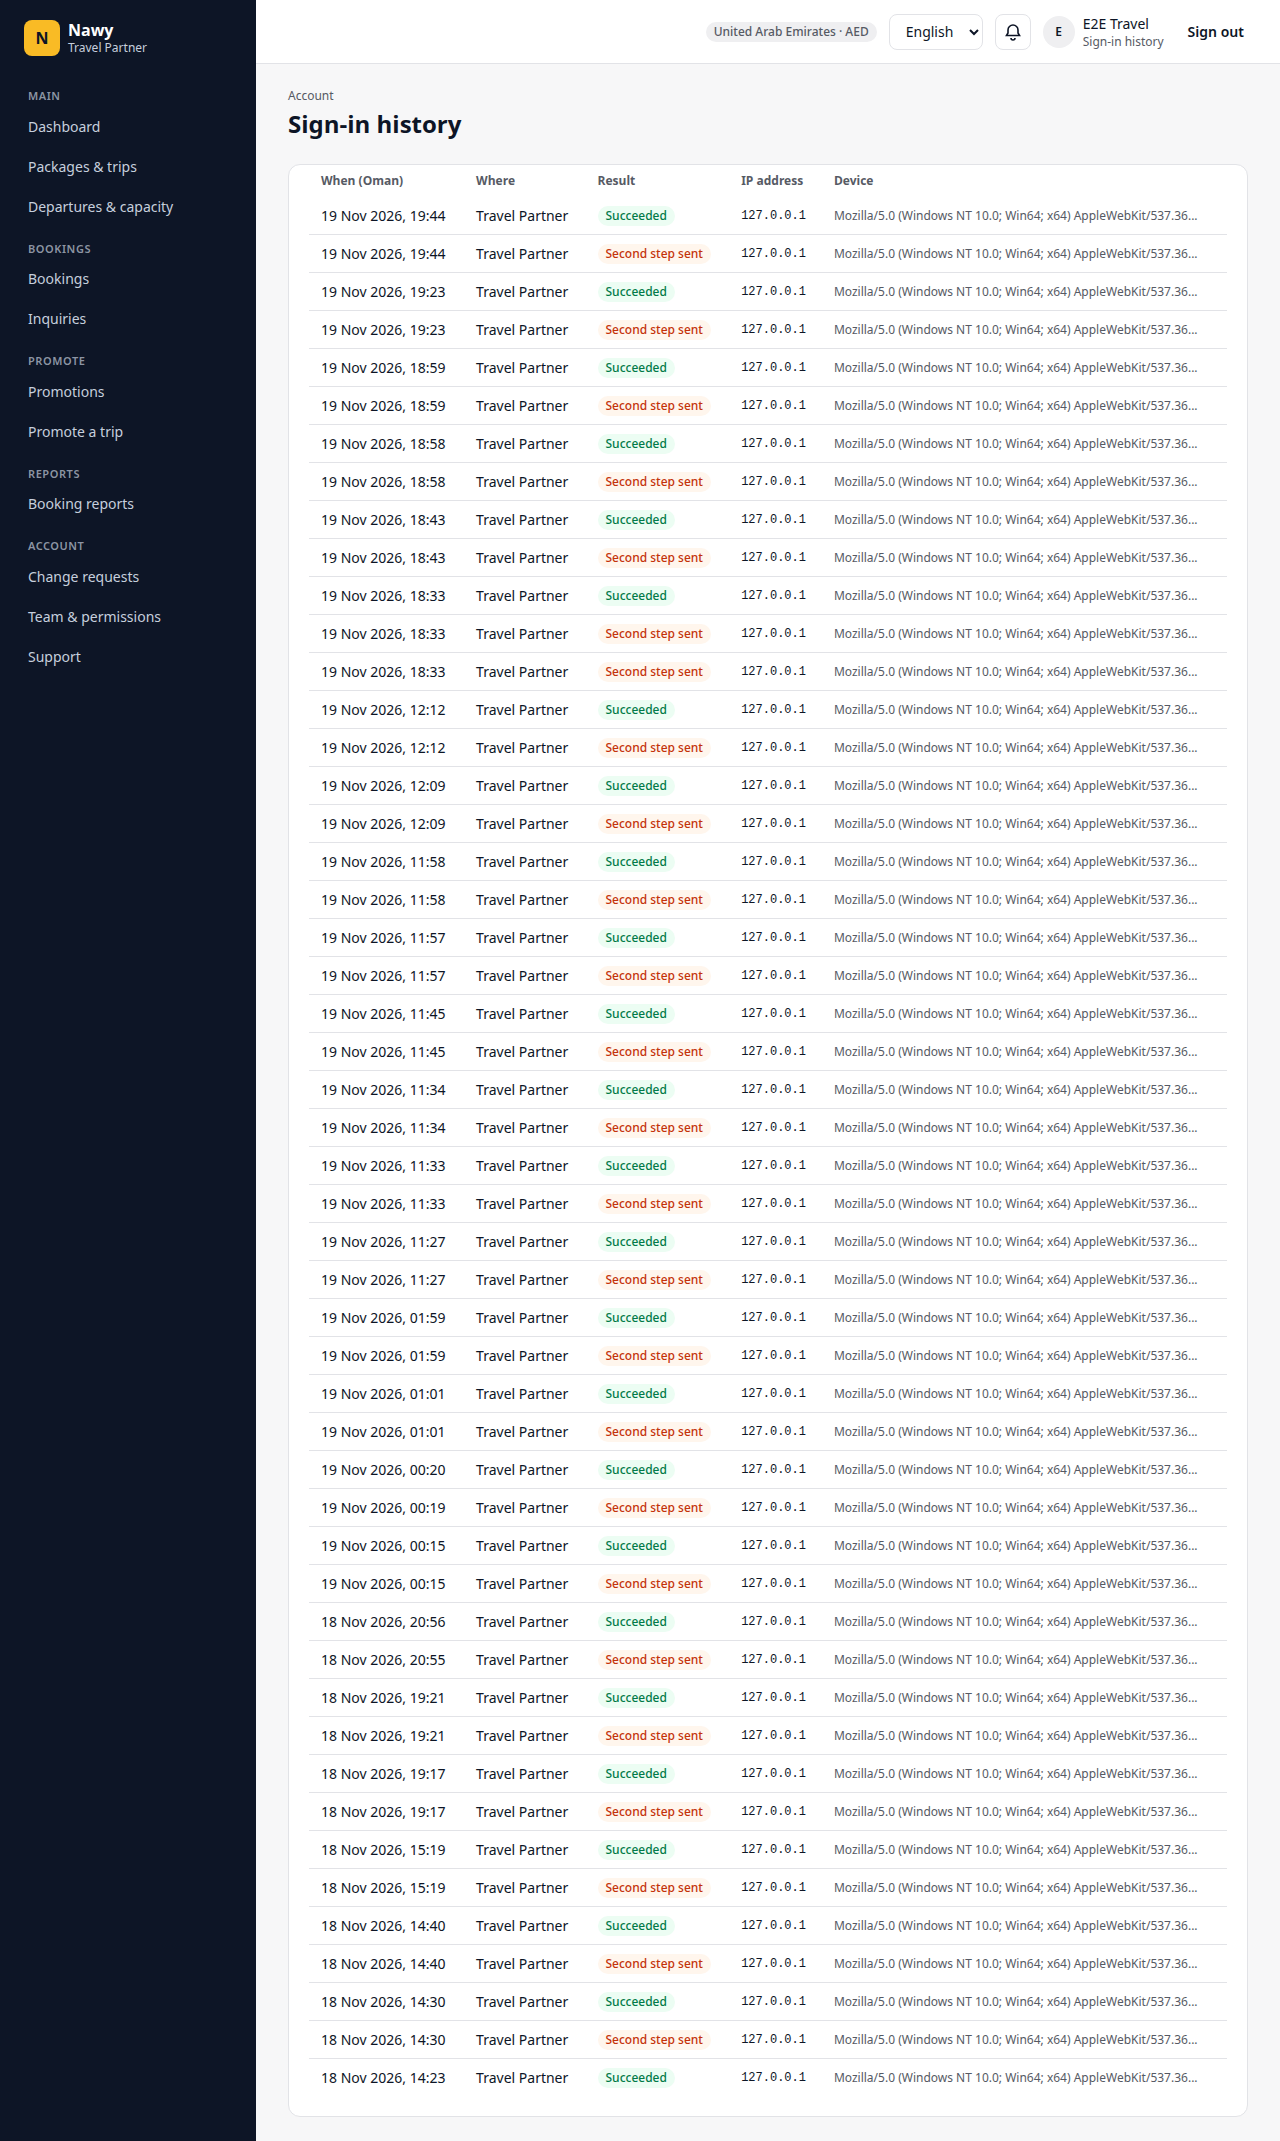 N
Nawy
Travel Partner
MAIN
Dashboard
Packages & trips
Departures & capacity
BOOKINGS
Bookings
Inquiries
PROMOTE
Promotions
Promote a trip
REPORTS
Booking reports
ACCOUNT
Change requests
Team & permissions
Support
United Arab Emirates · AED
English
E
E2E Travel
Sign-in history
Sign out
Account
Sign-in history
When (Oman) Where Result IP address Device
19 Nov 2026, 19:44 Travel Partner Succeeded 127.0.0.1 Mozilla/5.0 (Windows NT 10.0; Win64; x64) AppleWebKit/537.36…
19 Nov 2026, 19:44 Travel Partner Second step sent 127.0.0.1 Mozilla/5.0 (Windows NT 10.0; Win64; x64) AppleWebKit/537.36…
19 Nov 2026, 19:23 Travel Partner Succeeded 127.0.0.1 Mozilla/5.0 (Windows NT 10.0; Win64; x64) AppleWebKit/537.36…
19 Nov 2026, 19:23 Travel Partner Second step sent 127.0.0.1 Mozilla/5.0 (Windows NT 10.0; Win64; x64) AppleWebKit/537.36…
19 Nov 2026, 18:59 Travel Partner Succeeded 127.0.0.1 Mozilla/5.0 (Windows NT 10.0; Win64; x64) AppleWebKit/537.36…
19 Nov 2026, 18:59 Travel Partner Second step sent 127.0.0.1 Mozilla/5.0 (Windows NT 10.0; Win64; x64) AppleWebKit/537.36…
19 Nov 2026, 18:58 Travel Partner Succeeded 127.0.0.1 Mozilla/5.0 (Windows NT 10.0; Win64; x64) AppleWebKit/537.36…
19 Nov 2026, 18:58 Travel Partner Second step sent 127.0.0.1 Mozilla/5.0 (Windows NT 10.0; Win64; x64) AppleWebKit/537.36…
19 Nov 2026, 18:43 Travel Partner Succeeded 127.0.0.1 Mozilla/5.0 (Windows NT 10.0; Win64; x64) AppleWebKit/537.36…
19 Nov 2026, 18:43 Travel Partner Second step sent 127.0.0.1 Mozilla/5.0 (Windows NT 10.0; Win64; x64) AppleWebKit/537.36…
19 Nov 2026, 18:33 Travel Partner Succeeded 127.0.0.1 Mozilla/5.0 (Windows NT 10.0; Win64; x64) AppleWebKit/537.36…
19 Nov 2026, 18:33 Travel Partner Second step sent 127.0.0.1 Mozilla/5.0 (Windows NT 10.0; Win64; x64) AppleWebKit/537.36…
19 Nov 2026, 18:33 Travel Partner Second step sent 127.0.0.1 Mozilla/5.0 (Windows NT 10.0; Win64; x64) AppleWebKit/537.36…
19 Nov 2026, 12:12 Travel Partner Succeeded 127.0.0.1 Mozilla/5.0 (Windows NT 10.0; Win64; x64) AppleWebKit/537.36…
19 Nov 2026, 12:12 Travel Partner Second step sent 127.0.0.1 Mozilla/5.0 (Windows NT 10.0; Win64; x64) AppleWebKit/537.36…
19 Nov 2026, 12:09 Travel Partner Succeeded 127.0.0.1 Mozilla/5.0 (Windows NT 10.0; Win64; x64) AppleWebKit/537.36…
19 Nov 2026, 12:09 Travel Partner Second step sent 127.0.0.1 Mozilla/5.0 (Windows NT 10.0; Win64; x64) AppleWebKit/537.36…
19 Nov 2026, 11:58 Travel Partner Succeeded 127.0.0.1 Mozilla/5.0 (Windows NT 10.0; Win64; x64) AppleWebKit/537.36…
19 Nov 2026, 11:58 Travel Partner Second step sent 127.0.0.1 Mozilla/5.0 (Windows NT 10.0; Win64; x64) AppleWebKit/537.36…
19 Nov 2026, 11:57 Travel Partner Succeeded 127.0.0.1 Mozilla/5.0 (Windows NT 10.0; Win64; x64) AppleWebKit/537.36…
19 Nov 2026, 11:57 Travel Partner Second step sent 127.0.0.1 Mozilla/5.0 (Windows NT 10.0; Win64; x64) AppleWebKit/537.36…
19 Nov 2026, 11:45 Travel Partner Succeeded 127.0.0.1 Mozilla/5.0 (Windows NT 10.0; Win64; x64) AppleWebKit/537.36…
19 Nov 2026, 11:45 Travel Partner Second step sent 127.0.0.1 Mozilla/5.0 (Windows NT 10.0; Win64; x64) AppleWebKit/537.36…
19 Nov 2026, 11:34 Travel Partner Succeeded 127.0.0.1 Mozilla/5.0 (Windows NT 10.0; Win64; x64) AppleWebKit/537.36…
19 Nov 2026, 11:34 Travel Partner Second step sent 127.0.0.1 Mozilla/5.0 (Windows NT 10.0; Win64; x64) AppleWebKit/537.36…
19 Nov 2026, 11:33 Travel Partner Succeeded 127.0.0.1 Mozilla/5.0 (Windows NT 10.0; Win64; x64) AppleWebKit/537.36…
19 Nov 2026, 11:33 Travel Partner Second step sent 127.0.0.1 Mozilla/5.0 (Windows NT 10.0; Win64; x64) AppleWebKit/537.36…
19 Nov 2026, 11:27 Travel Partner Succeeded 127.0.0.1 Mozilla/5.0 (Windows NT 10.0; Win64; x64) AppleWebKit/537.36…
19 Nov 2026, 11:27 Travel Partner Second step sent 127.0.0.1 Mozilla/5.0 (Windows NT 10.0; Win64; x64) AppleWebKit/537.36…
19 Nov 2026, 01:59 Travel Partner Succeeded 127.0.0.1 Mozilla/5.0 (Windows NT 10.0; Win64; x64) AppleWebKit/537.36…
19 Nov 2026, 01:59 Travel Partner Second step sent 127.0.0.1 Mozilla/5.0 (Windows NT 10.0; Win64; x64) AppleWebKit/537.36…
19 Nov 2026, 01:01 Travel Partner Succeeded 127.0.0.1 Mozilla/5.0 (Windows NT 10.0; Win64; x64) AppleWebKit/537.36…
19 Nov 2026, 01:01 Travel Partner Second step sent 127.0.0.1 Mozilla/5.0 (Windows NT 10.0; Win64; x64) AppleWebKit/537.36…
19 Nov 2026, 00:20 Travel Partner Succeeded 127.0.0.1 Mozilla/5.0 (Windows NT 10.0; Win64; x64) AppleWebKit/537.36…
19 Nov 2026, 00:19 Travel Partner Second step sent 127.0.0.1 Mozilla/5.0 (Windows NT 10.0; Win64; x64) AppleWebKit/537.36…
19 Nov 2026, 00:15 Travel Partner Succeeded 127.0.0.1 Mozilla/5.0 (Windows NT 10.0; Win64; x64) AppleWebKit/537.36…
19 Nov 2026, 00:15 Travel Partner Second step sent 127.0.0.1 Mozilla/5.0 (Windows NT 10.0; Win64; x64) AppleWebKit/537.36…
18 Nov 2026, 20:56 Travel Partner Succeeded 127.0.0.1 Mozilla/5.0 (Windows NT 10.0; Win64; x64) AppleWebKit/537.36…
18 Nov 2026, 20:55 Travel Partner Second step sent 127.0.0.1 Mozilla/5.0 (Windows NT 10.0; Win64; x64) AppleWebKit/537.36…
18 Nov 2026, 19:21 Travel Partner Succeeded 127.0.0.1 Mozilla/5.0 (Windows NT 10.0; Win64; x64) AppleWebKit/537.36…
18 Nov 2026, 19:21 Travel Partner Second step sent 127.0.0.1 Mozilla/5.0 (Windows NT 10.0; Win64; x64) AppleWebKit/537.36…
18 Nov 2026, 19:17 Travel Partner Succeeded 127.0.0.1 Mozilla/5.0 (Windows NT 10.0; Win64; x64) AppleWebKit/537.36…
18 Nov 2026, 19:17 Travel Partner Second step sent 127.0.0.1 Mozilla/5.0 (Windows NT 10.0; Win64; x64) AppleWebKit/537.36…
18 Nov 2026, 15:19 Travel Partner Succeeded 127.0.0.1 Mozilla/5.0 (Windows NT 10.0; Win64; x64) AppleWebKit/537.36…
18 Nov 2026, 15:19 Travel Partner Second step sent 127.0.0.1 Mozilla/5.0 (Windows NT 10.0; Win64; x64) AppleWebKit/537.36…
18 Nov 2026, 14:40 Travel Partner Succeeded 127.0.0.1 Mozilla/5.0 (Windows NT 10.0; Win64; x64) AppleWebKit/537.36…
18 Nov 2026, 14:40 Travel Partner Second step sent 127.0.0.1 Mozilla/5.0 (Windows NT 10.0; Win64; x64) AppleWebKit/537.36…
18 Nov 2026, 14:30 Travel Partner Succeeded 127.0.0.1 Mozilla/5.0 (Windows NT 10.0; Win64; x64) AppleWebKit/537.36…
18 Nov 2026, 14:30 Travel Partner Second step sent 127.0.0.1 Mozilla/5.0 (Windows NT 10.0; Win64; x64) AppleWebKit/537.36…
18 Nov 2026, 14:23 Travel Partner Succeeded 127.0.0.1 Mozilla/5.0 (Windows NT 10.0; Win64; x64) AppleWebKit/537.36…